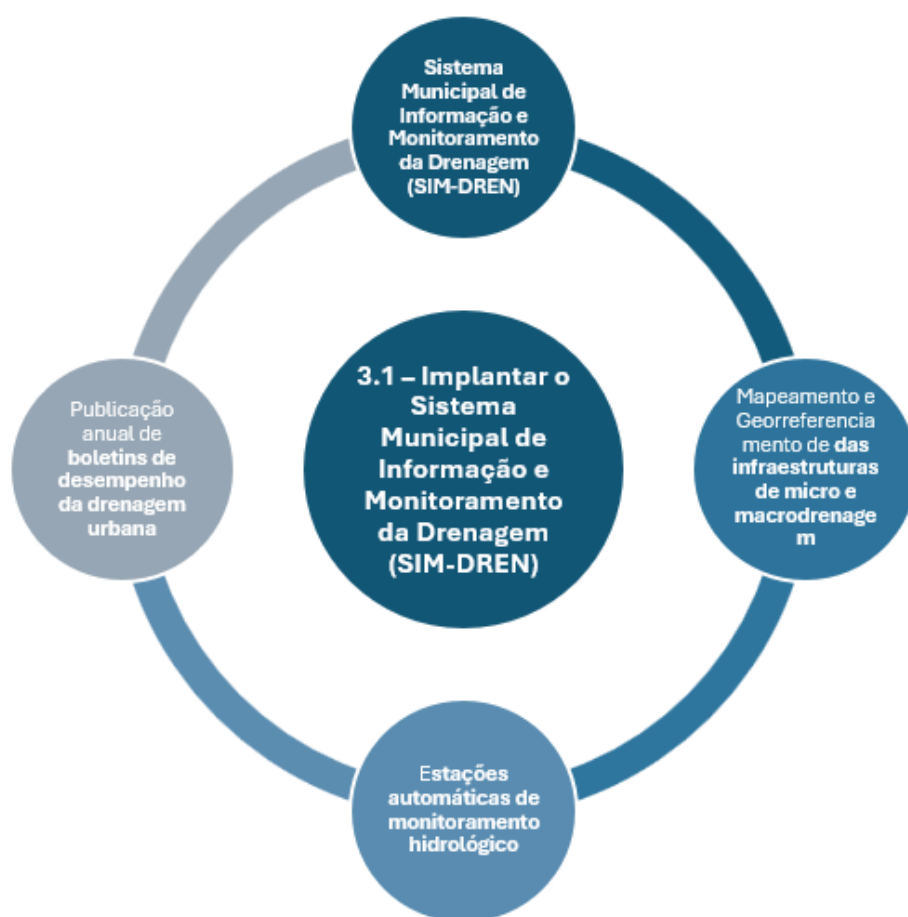 Sistema
Municipal de
Informação e
Monitoramento
da Drenagem
(SIM-DREN)
3.1 – Implantar o
Sistema
Municipal de
Informação e
Monitoramento
da Drenagem
(SIM-DREN)
Mapeamento e
Georreferencia
mento de das
infraestruturas
de micro e
macrodrenage
m
Estações
automáticas de
monitoramento
hidrológico
Publicação
anual de
boletins de
desempenho
da drenagem
urbana